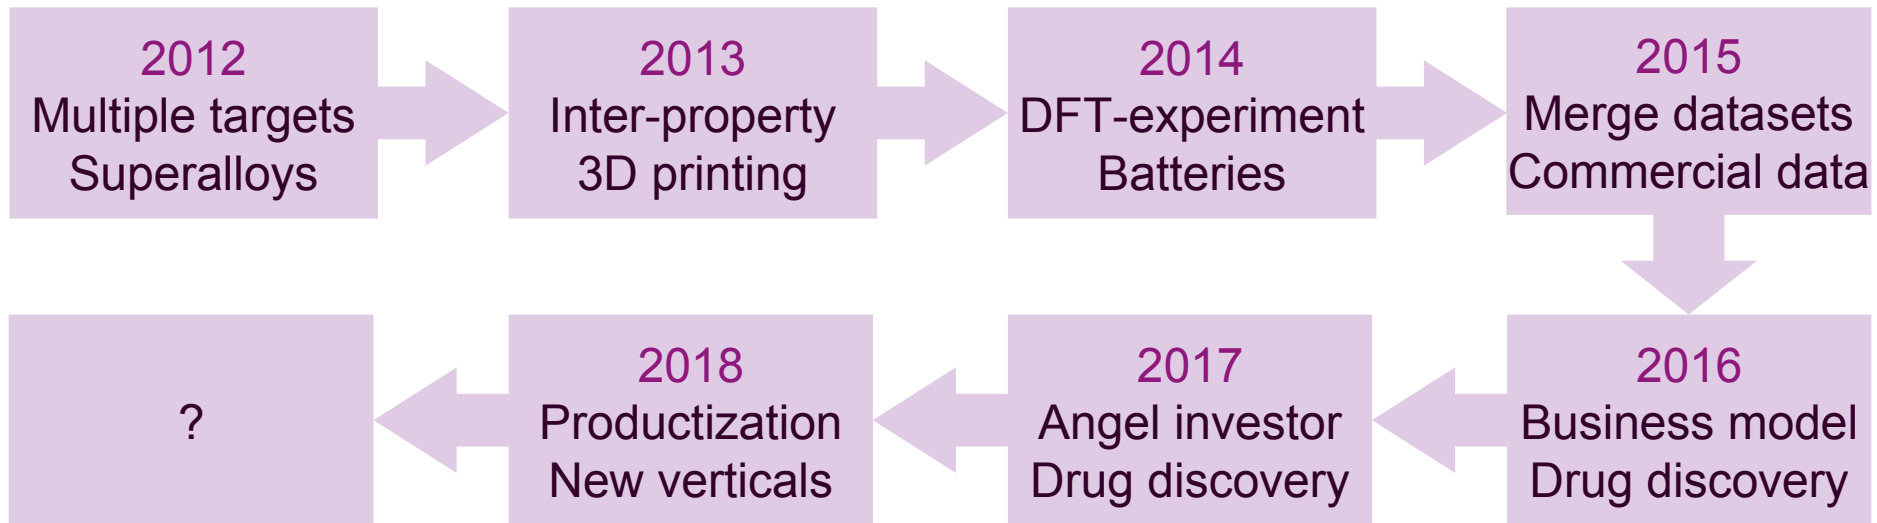 2012
Multiple targets
Superalloys
2013
Inter-property
3D printing
2014
DFT-experiment
Batteries
2015
Merge datasets
Commercial data
2016
Business model
Drug discovery
2017
Angel investor
Drug discovery
2018
Productization
New verticals
?